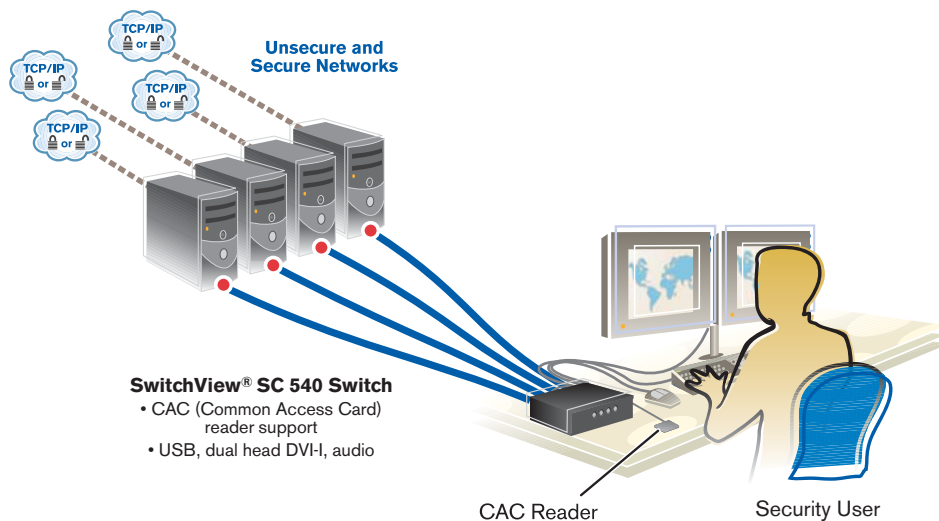 TCP/IP
or
Unsecure and
Secure Networks
TCP/IP
or
TCP/IP
or
TCP/IP
or
SwitchView® SC 540 Switch
• CAC (Common Access Card)
reader support
• USB, dual head DVI-I, audio
CAC Reader
Security User